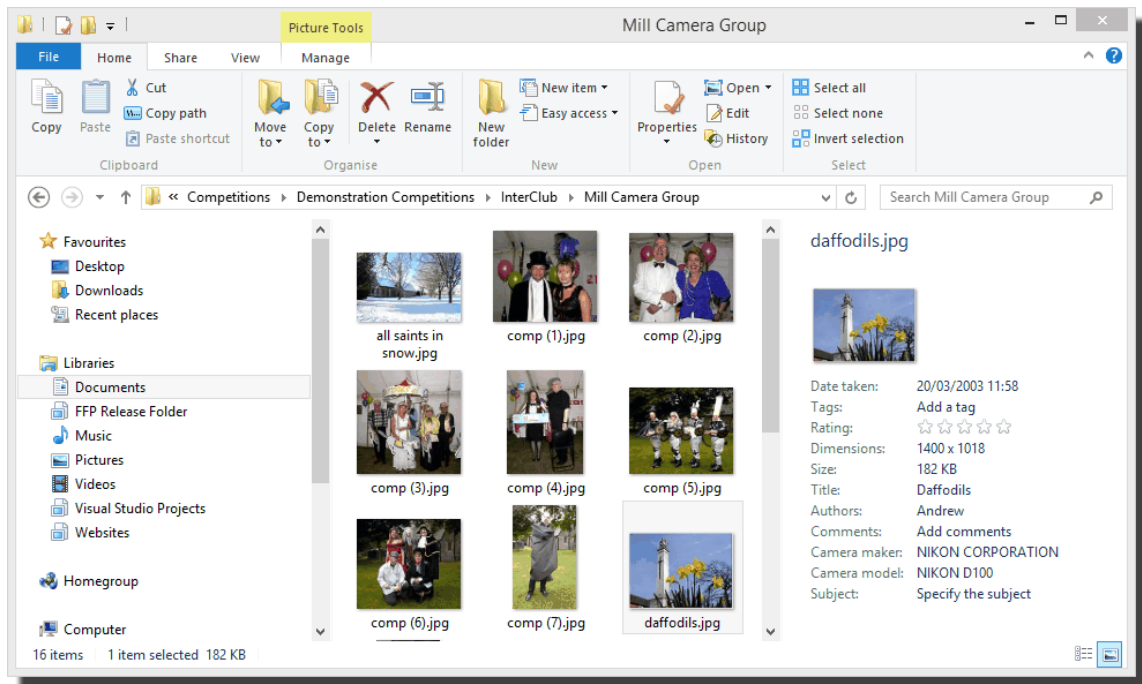 Picture Tools
Mill Camera Group
File
Home
Share
View
Manage
Copy
Paste
Cut
Copy path
Paste shortcut
Clipboard
Move to
Copy to
Delete
Rename
Organise
New folder
New item
Easy access
New
Properties
Open
Edit
History
Open
Select all
Select none
Invert selection
Select
« Competitions Demonstration Competitions InterClub Mill Camera Group
Search Mill Camera Group
Favourites
Desktop
Downloads
Recent places
Libraries
Documents
FFP Release Folder
Music
Pictures
Videos
Visual Studio Projects
Websites
Homegroup
Computer
all saints in
snow.jpg
comp (1).jpg
comp (2).jpg
comp (3).jpg
comp (4).jpg
comp (5).jpg
comp (6).jpg
comp (7).jpg
daffodils.jpg
daffodils.jpg
Date taken: 20/03/2003 11:58
Tags: Add a tag
Rating:
Dimensions: 1400 x 1018
Size: 182 KB
Title: Daffodils
Authors: Andrew
Comments: Add comments
Camera maker: NIKON CORPORATION
Camera model: NIKON D100
Subject: Specify the subject
16 items 1 item selected 182 KB